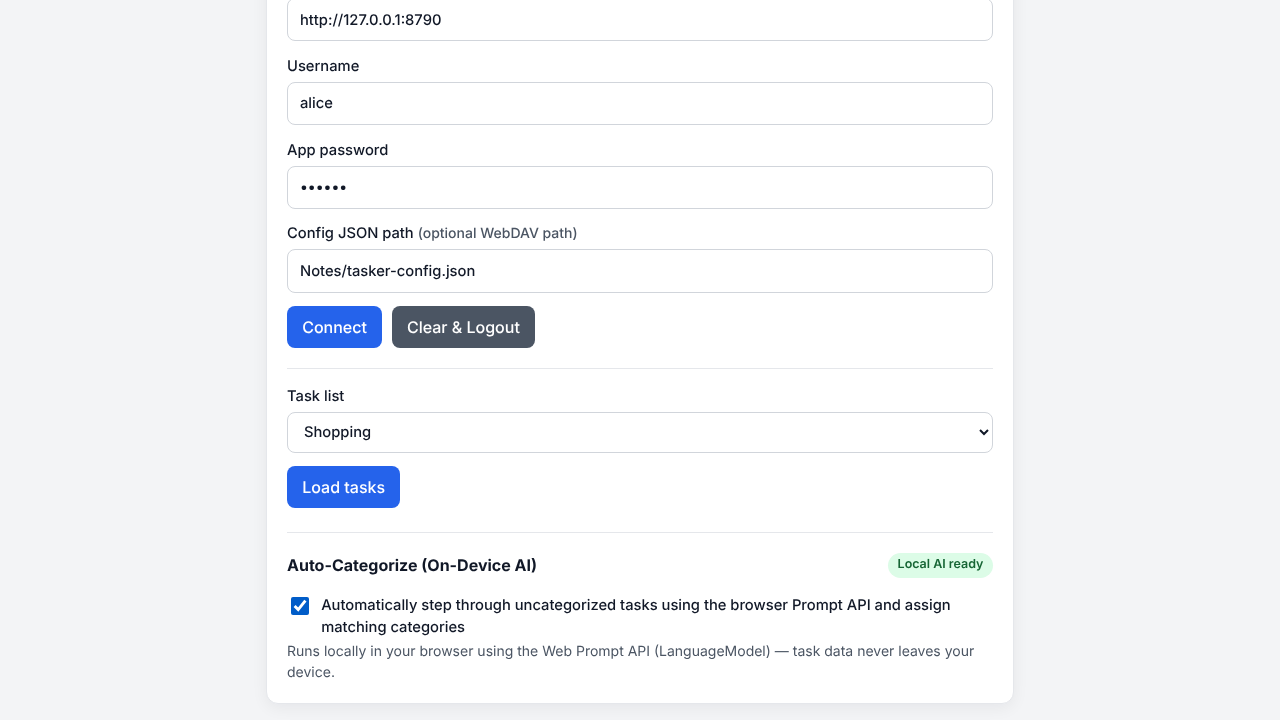 http://127.0.0.1:8790
Username
alice
App password
••••••
Config JSON path (optional WebDAV path)
Notes/tasker-config.json
Connect Clear & Logout
Task list
Shopping
Load tasks
Auto-Categorize (On-Device AI) Local AI ready
Automatically step through uncategorized tasks using the browser Prompt API and assign
matching categories
Runs locally in your browser using the Web Prompt API (LanguageModel) — task data never leaves your
device.